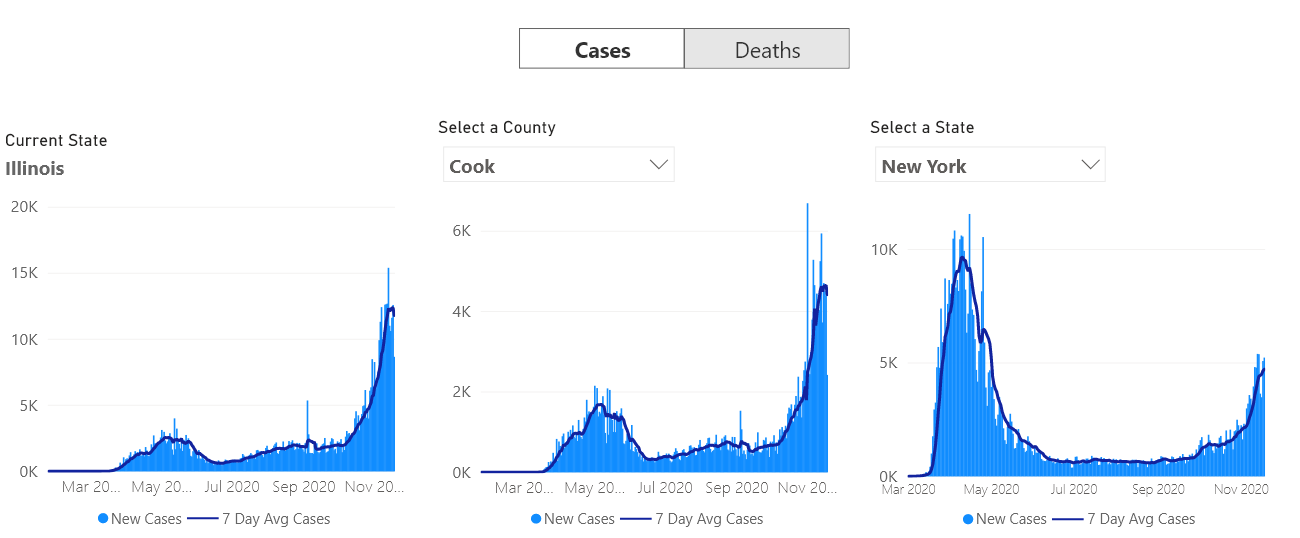 Cases Deaths
Current State
Illinois
20K
15K
10K
5K
0K
Mar 20... May 20... Jul 2020 Sep 2020 Nov 20...
New Cases 7 Day Avg Cases
Select a County
Cook
6K
4K
2K
0K
Mar 20... May 20... Jul 2020 Sep 2020 Nov 20...
New Cases 7 Day Avg Cases
Select a State
New York
10K
5K
0K
Mar 2020 May 2020 Jul 2020 Sep 2020 Nov 2020
New Cases 7 Day Avg Cases